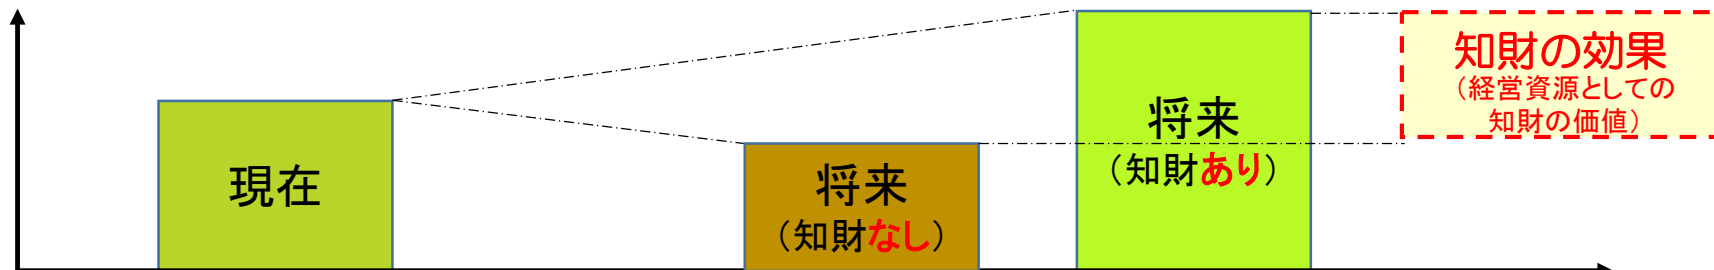 現在
将来
（知財なし）
将来
（知財あり）
知財の効果
（経営資源としての
知財の価値）